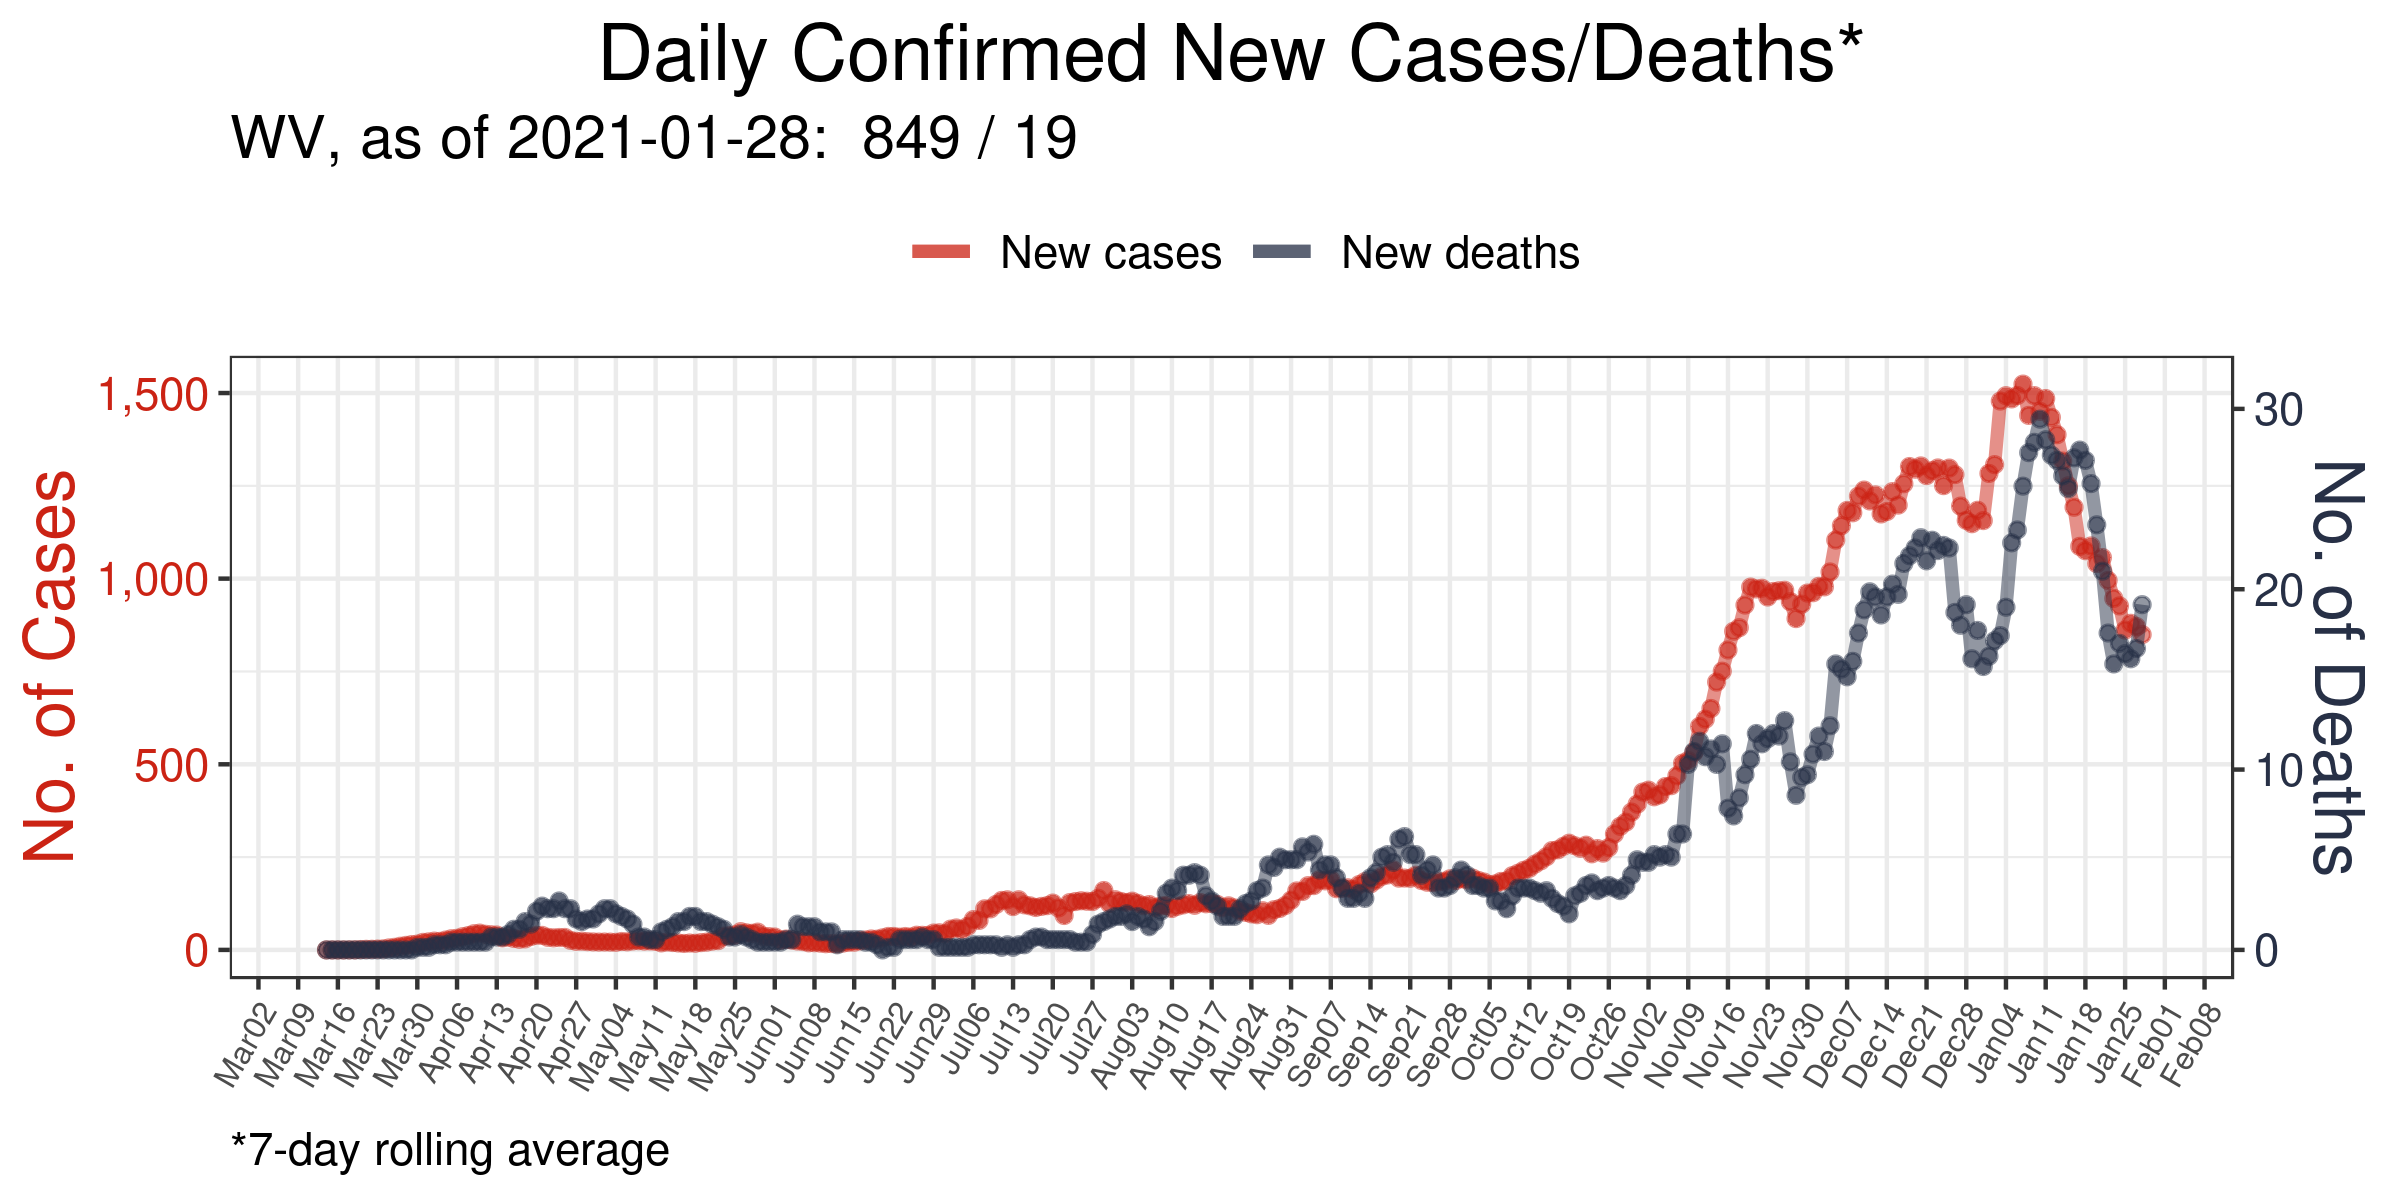 Daily Confirmed New Cases/Deaths*
WV, as of 2021-01-28:  849 / 19
New cases
New deaths
No. of Cases
1,500
1,000
500
0
30
20
10
0
No. of Deaths
Mar02
Mar09
Mar16
Mar23
Mar30
Apr06
Apr13
Apr20
Apr27
May04
May11
May18
May25
Jun01
Jun08
Jun15
Jun22
Jun29
Jul06
Jul13
Jul20
Jul27
Aug03
Aug10
Aug17
Aug24
Aug31
Sep07
Sep14
Sep21
Sep28
Oct05
Oct12
Oct19
Oct26
Nov02
Nov09
Nov16
Nov23
Nov30
Dec07
Dec14
Dec21
Dec28
Jan04
Jan11
Jan18
Jan25
Feb01
Feb08
*7-day rolling average